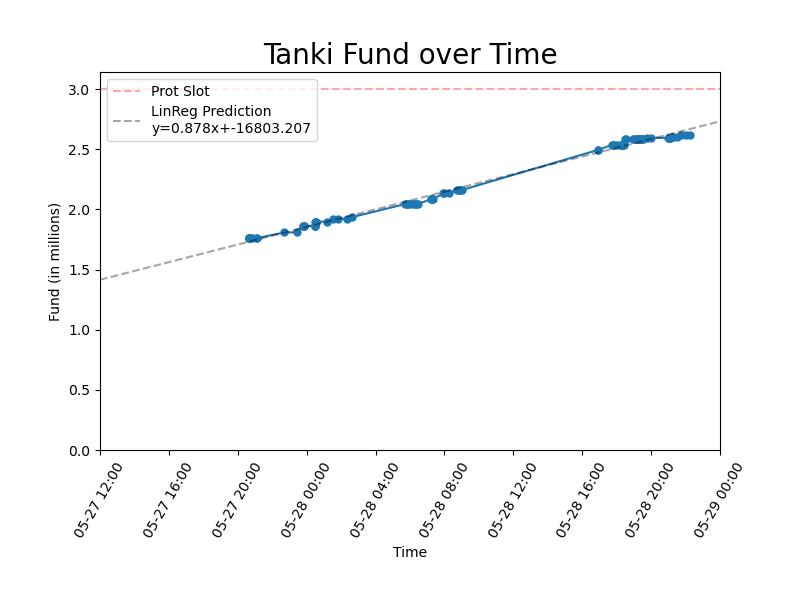 Tanki Fund over Time
Prot Slot
LinReg Prediction
y=0.878x+-16803.207
Fund (in millions)
3.0
2.5
2.0
1.5
1.0
0.5
0.0
05-27 12:00
05-27 16:00
05-27 20:00
05-28 00:00
05-28 04:00
05-28 08:00
05-28 12:00
05-28 16:00
05-28 20:00
05-29 00:00
Time